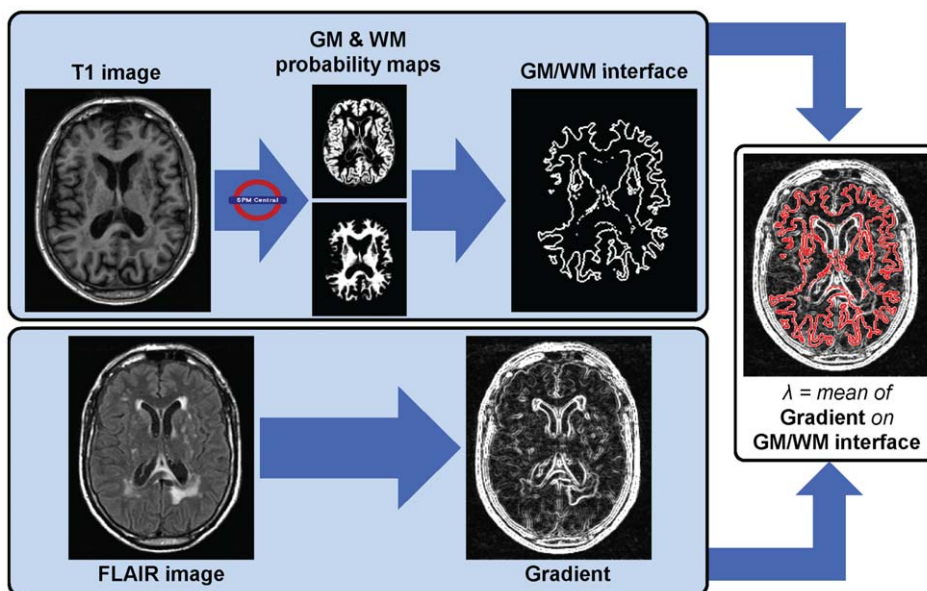 T1 image
GM & WM
probability maps
GM/WM interface
SPM Central
λ = mean of
Gradient on
GM/WM interface
FLAIR image
Gradient